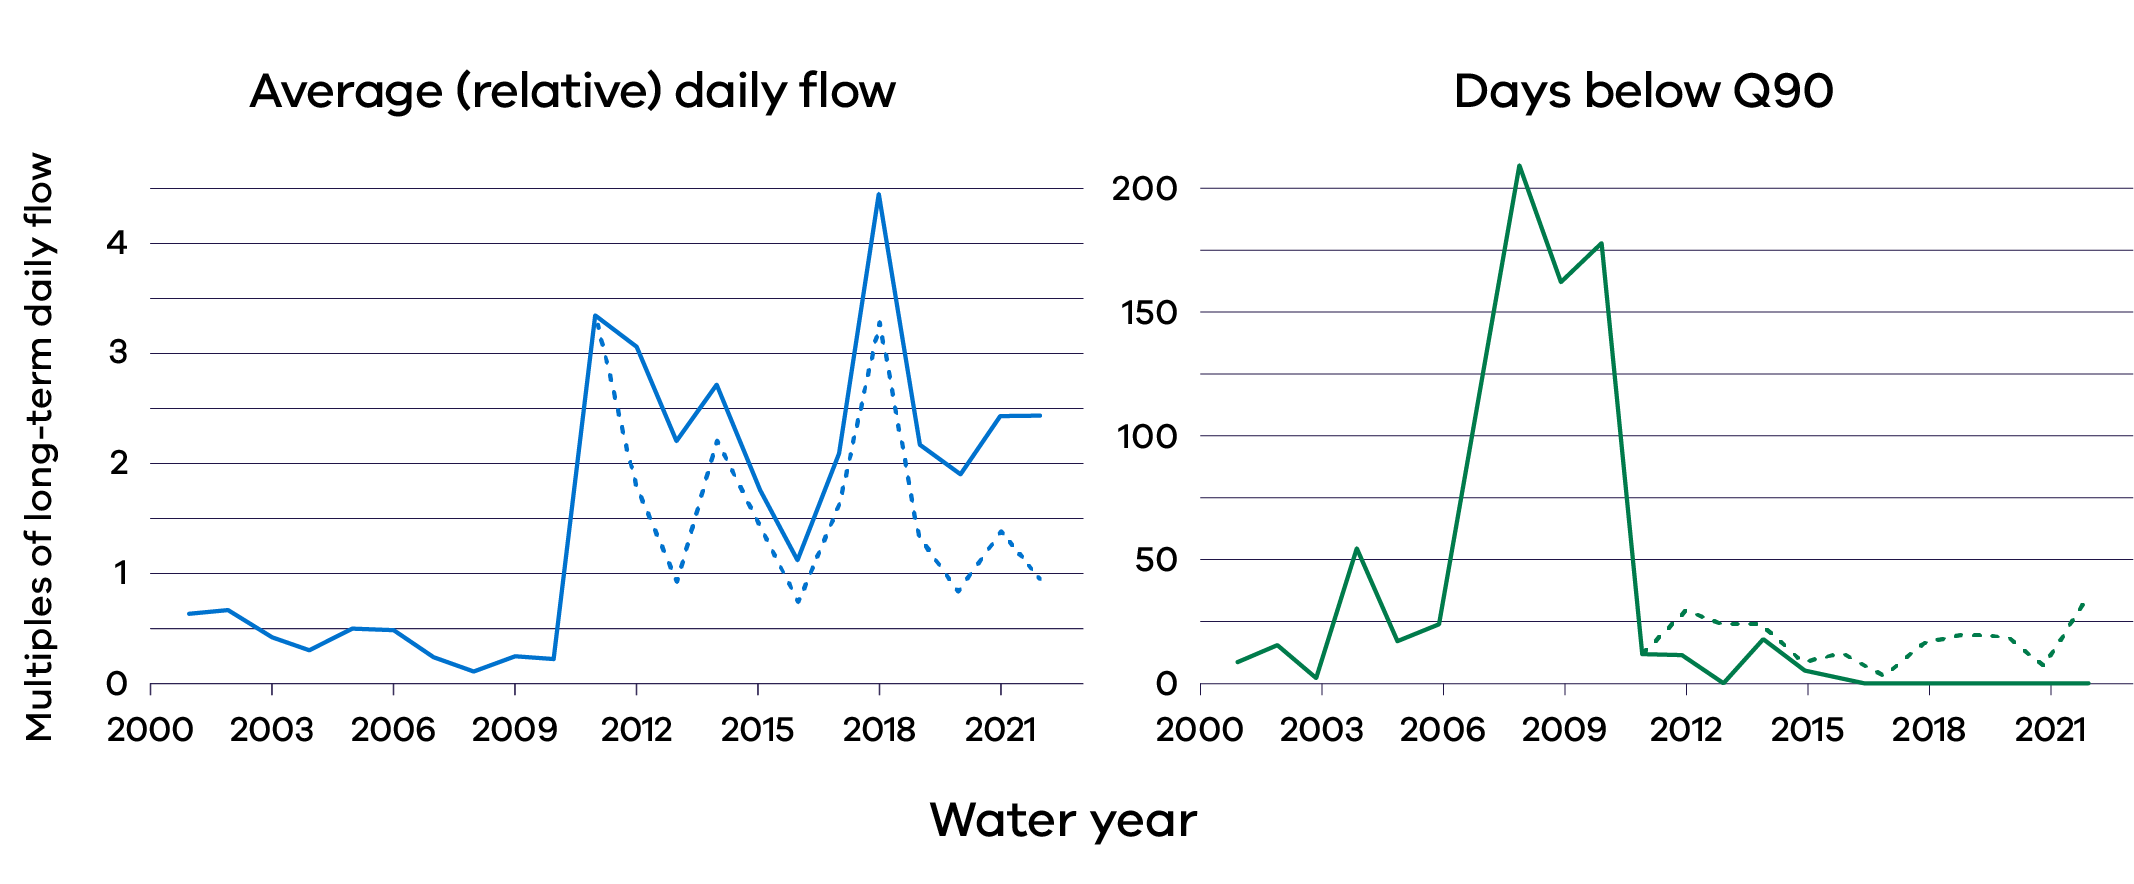 Average (relative) daily flow
Multiples of long-term daily flow
4
3
2
1
0
2000 2003 2006 2009 2012 2015 2018 2021
Days below Q90
200
150
100
50
0
2000 2003 2006 2009 2012 2015 2018 2021
Water year